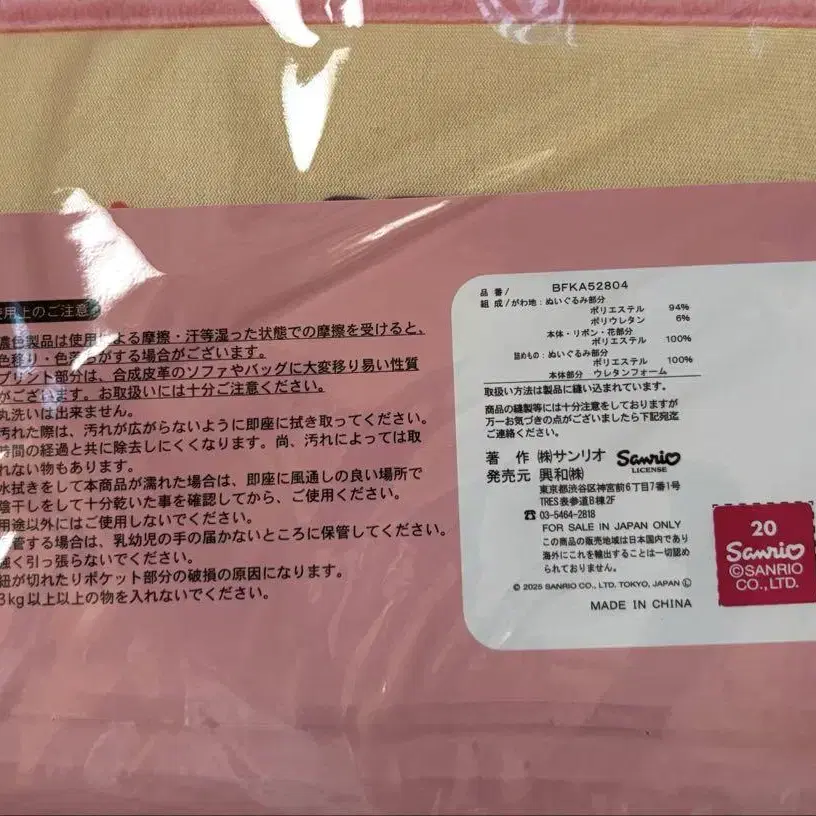 使用上のご注意
濃色製品は使用による摩擦・汗等湿った状態での摩擦を受けると、
色移り・色落ちがする場合がございます。
プリント部分は、合成皮革のソファやバッグに大変移り易い性質
がございます。お取扱いには十分ご注意ください。
丸洗いは出来ません。
汚れた際は、汚れが広がらないように即座に拭き取ってください。
時間の経過と共に除去しにくくなります。尚、汚れによっては取
れない物もあります。
水拭きをして本商品が濡れた場合は、即座に風通しの良い場所で
陰干しをして十分乾いた事を確認してから、ご使用ください。
用途以外にはご使用しないでください。
管する場合は、乳幼児の手の届かないところに保管してください。
強く引っ張らないでください。
紐が切れたりポケット部分の破損の原因になります。
3kg以上以上の物を入れないでください。
品番/ BFKA52804
組成/がわ地:ぬいぐるみ部分
ポリエステル 94%
ポリウレタン 6%
本体・リボン・花部分
ポリエステル 100%
詰めもの:ぬいぐるみ部分
ポリエステル 100%
本体部分 ウレタンフォーム
取扱い方法は製品に縫い込まれています。
商品の縫製等には十分注意をしておりますが
万一お気づきの点がございましたら下記宛迄
ご連絡ください。
著作 ㈱サンリオ Sanrio LICENSE
発売元 興和㈱
東京都渋谷区神宮前6丁目7番1号
TRES表参道B棟2F
☎03-5464-2818
FOR SALE IN JAPAN ONLY
この商品の販売地域は日本国内であり
海外にこれを輸出することは一切認め
られておりません。
© 2025 SANRIO CO., LTD. TOKYO, JAPAN Ⓛ
MADE IN CHINA
20
Sanrio
©SANRIO
CO.,LTD.